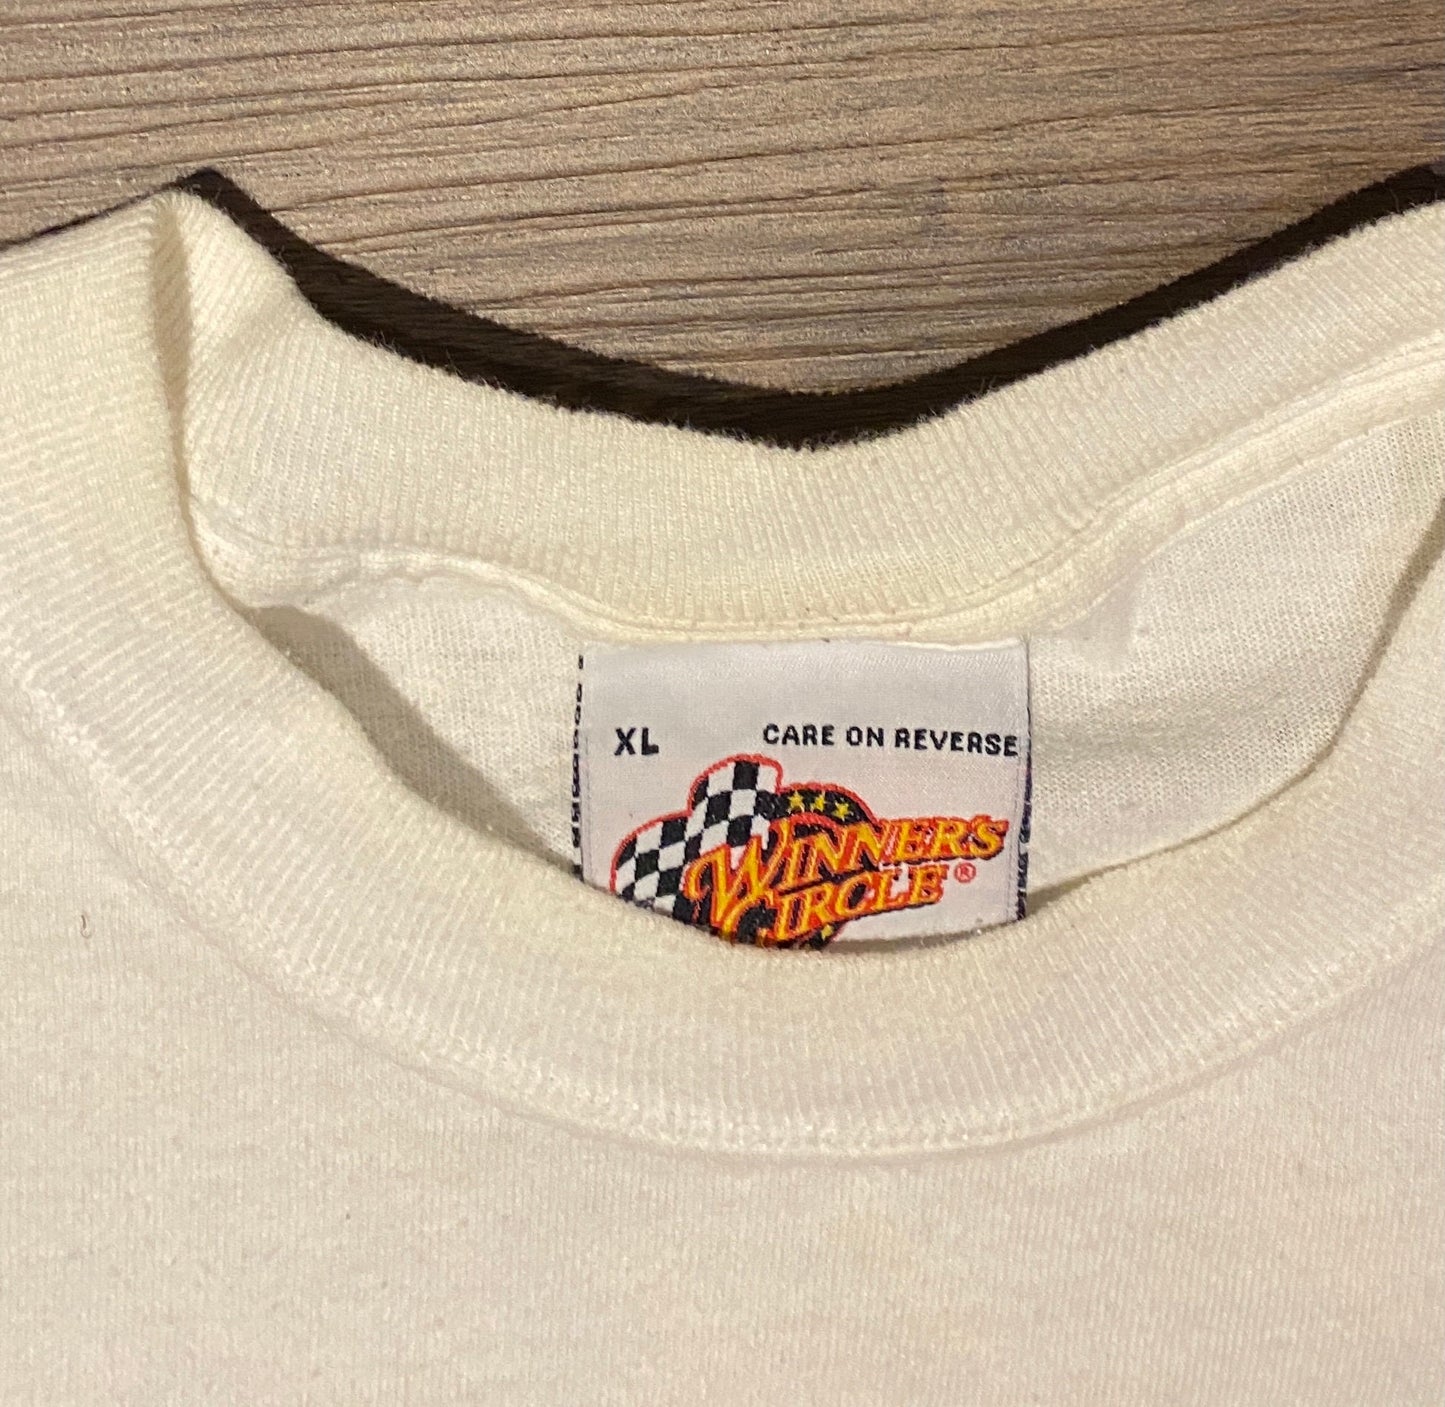 XL CARE ON REVERSE
WINNER'S
CIRCLE ®